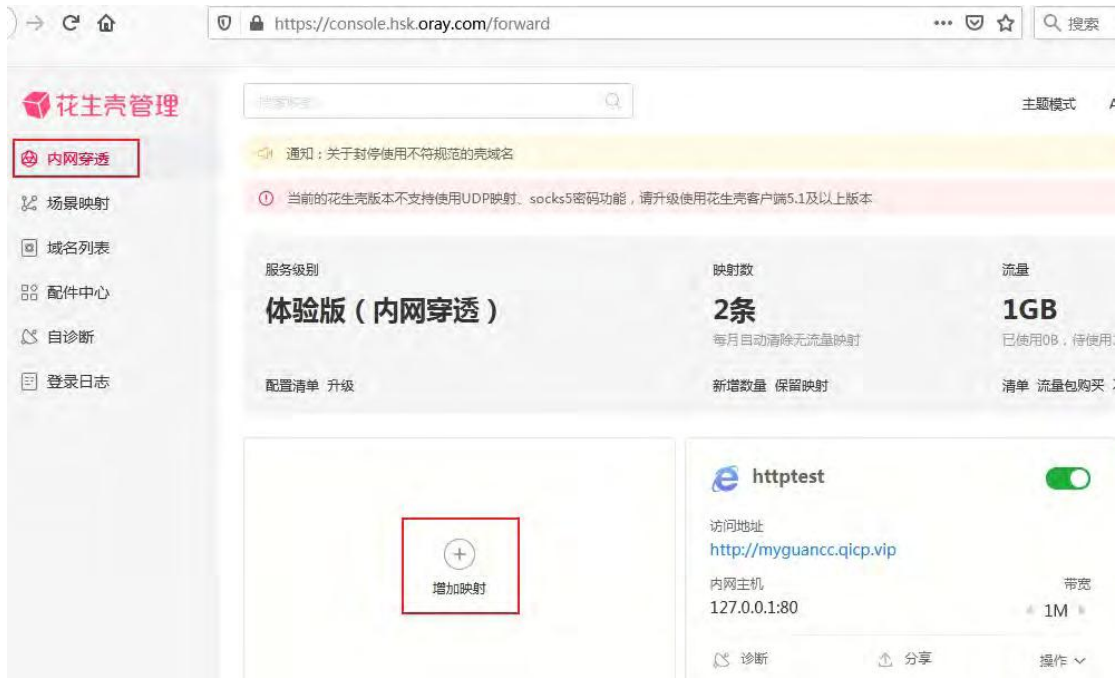 https://console.hsk.oray.com/forward
搜索
花生壳管理
主题模式
内网穿透
通知：关于封停使用不符规范的壳域名
场景映射
当前的花生壳版本不支持使用UDP映射、socks5密码功能，请升级使用花生壳客户端5.1及以上版本
域名列表
配件中心
自诊断
登录日志
服务级别 映射数 流量
体验版（内网穿透） 2条 1GB
每月自动清除无流量映射 已使用0B，待使用
配置清单 升级 新增数量 保留映射 清单 流量包购买
增加映射
httptest
访问地址
http://myguancc.qicp.vip
内网主机 带宽
127.0.0.1:80 1M
诊断 分享 操作